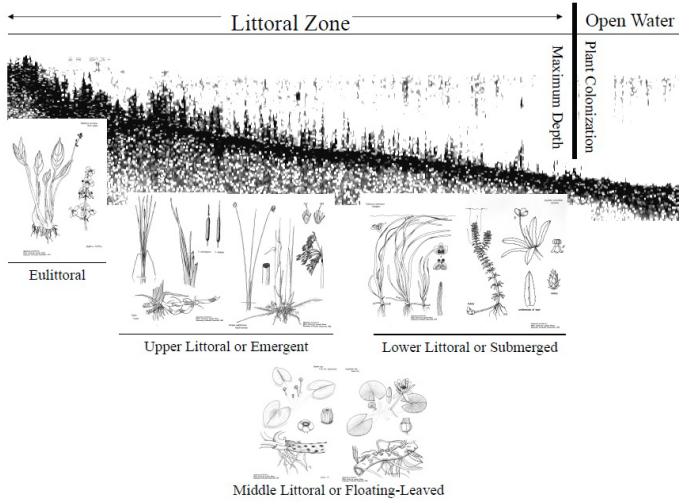 Littoral Zone
Open Water
Maximum Depth
Plant Colonization
Eulittoral
Upper Littoral or Emergent
Lower Littoral or Submerged
Middle Littoral or Floating-Leaved